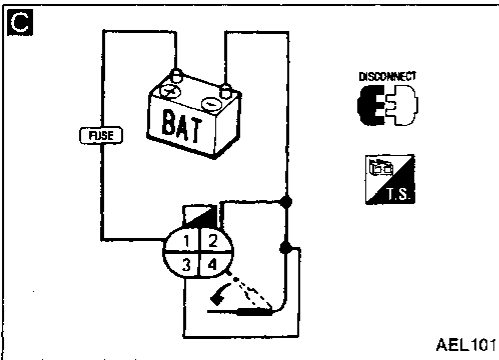 C
DISCONNECT
+ -
BAT
FUSE
T.S.
1 2
3 4
AEL101